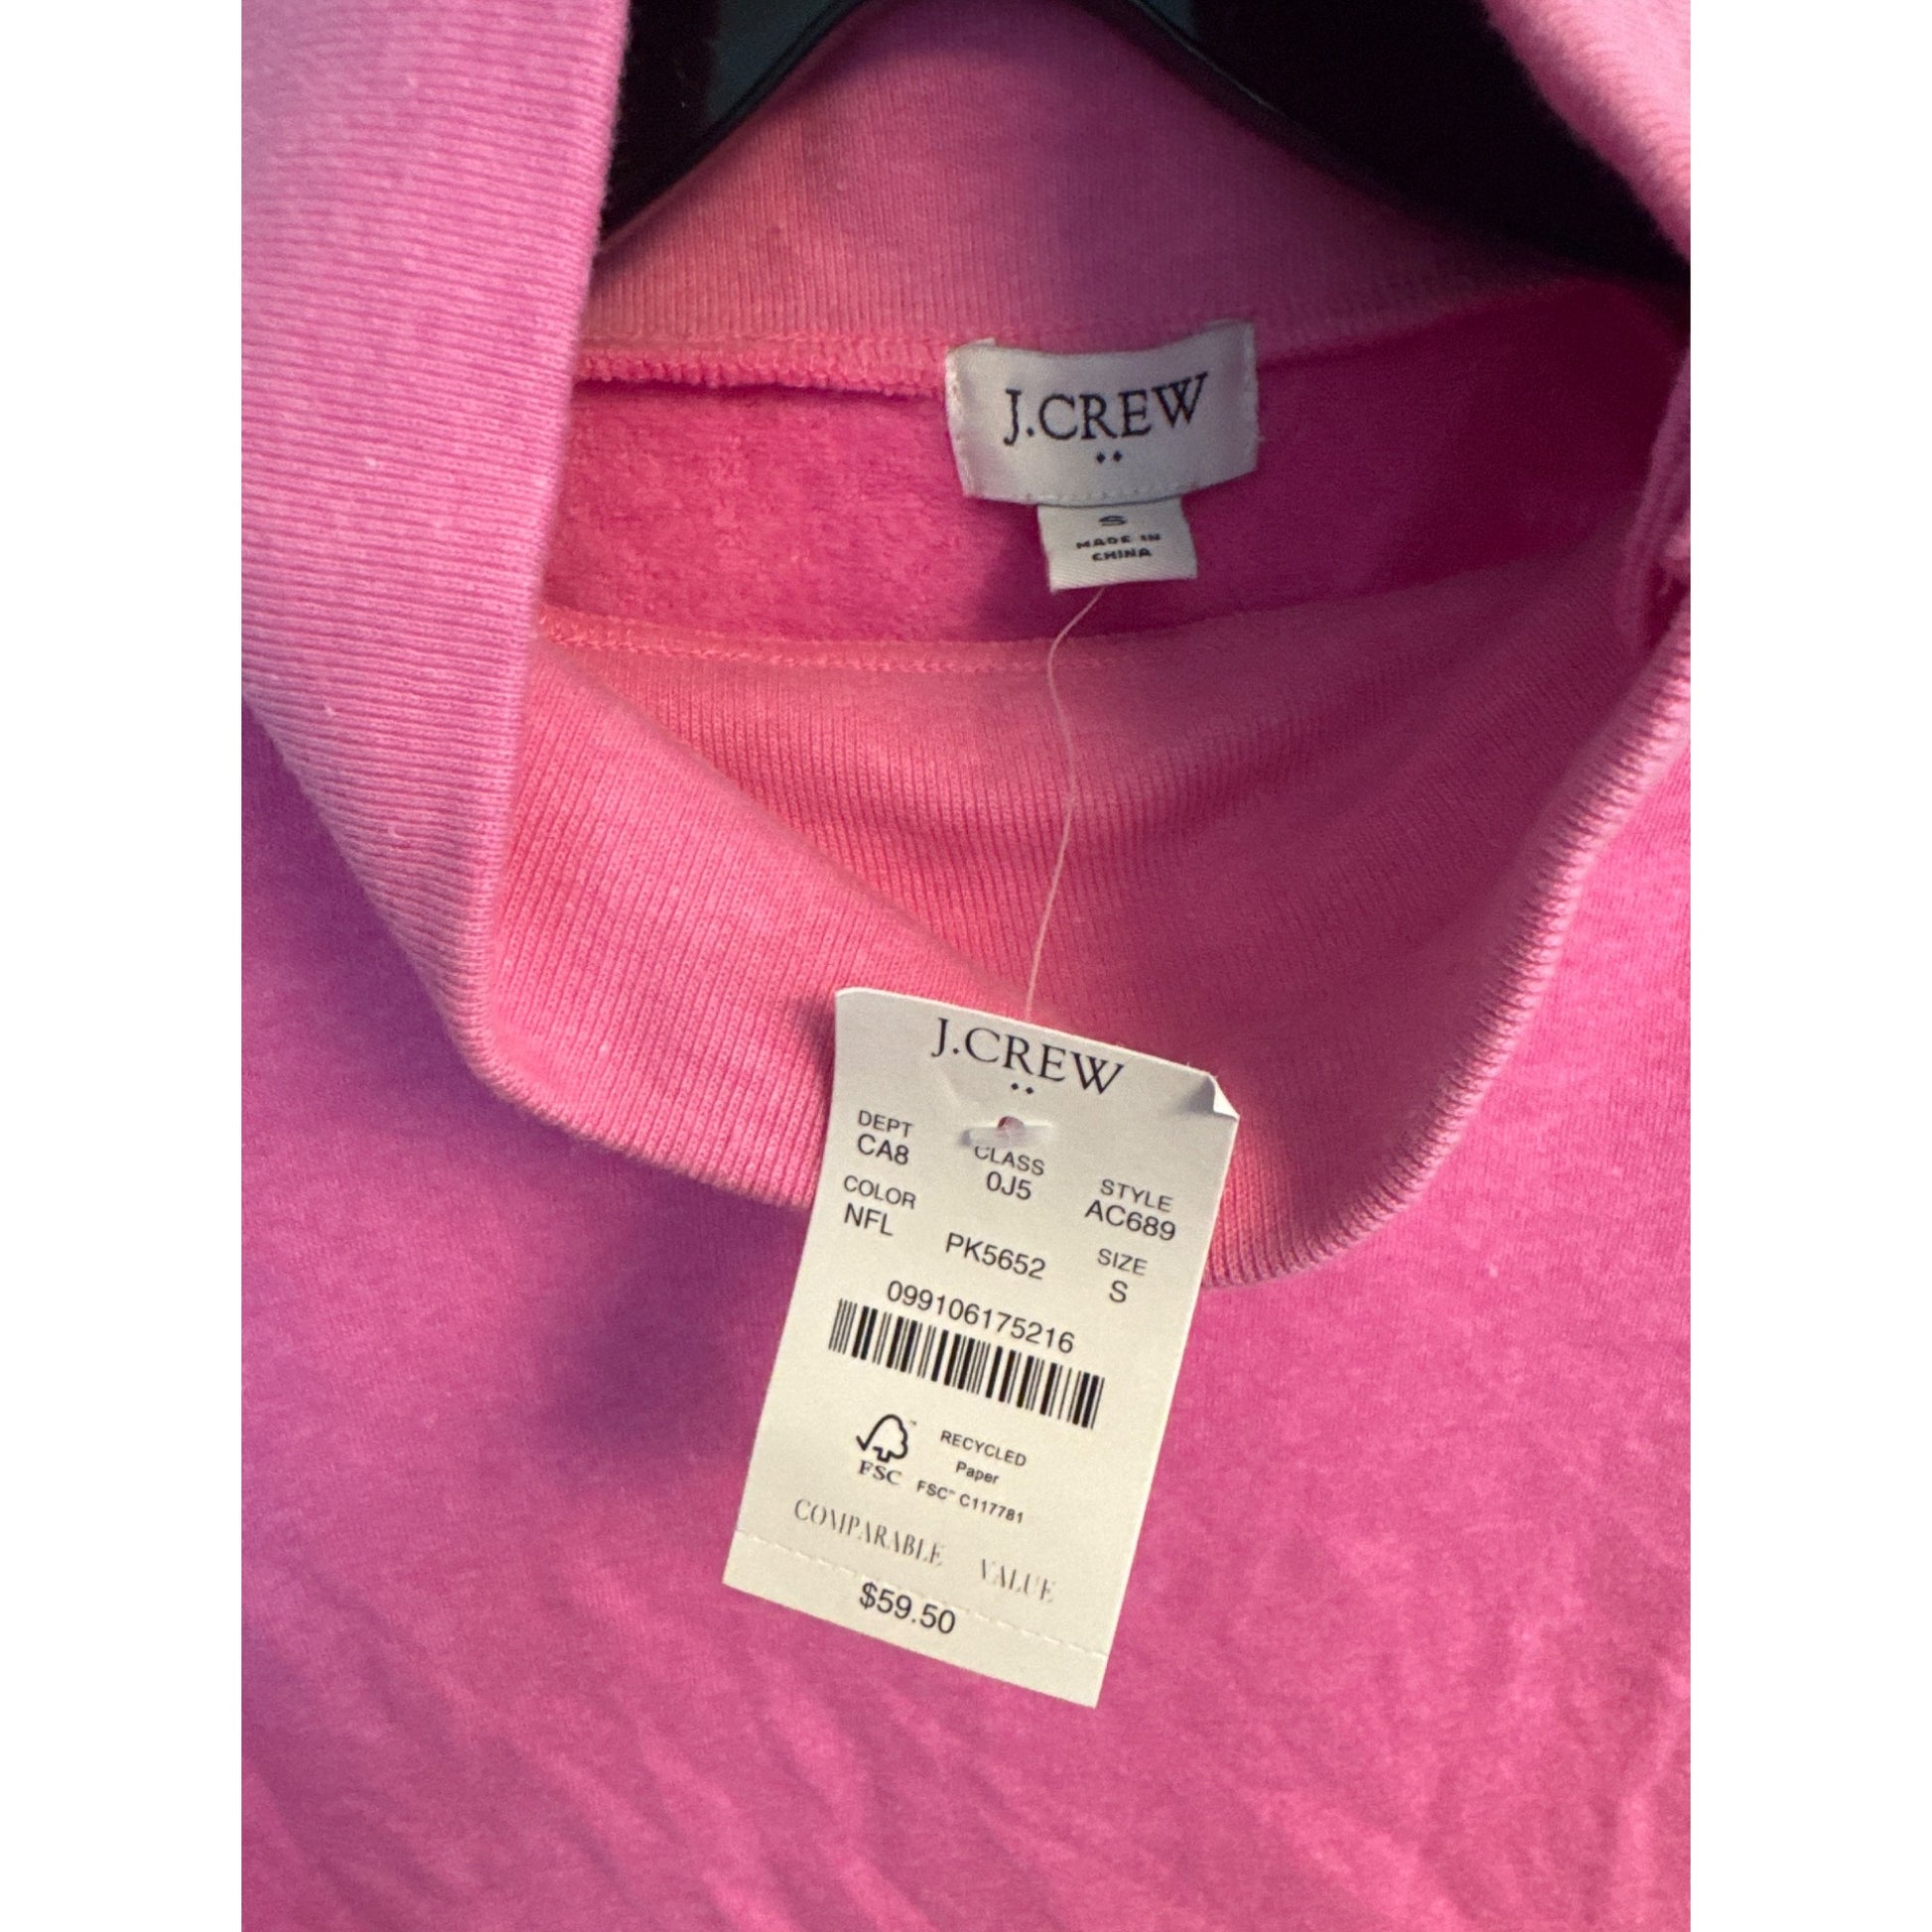 J.CREW
S
MADE IN
CHINA
J.CREW
DEPT CLASS STYLE
CA8 0J5 AC689
COLOR SIZE
NFL PK5652 S
099106175216
FSC
RECYCLED
Paper
FSC™ C117781
COMPARABLE VALUE
$59.50